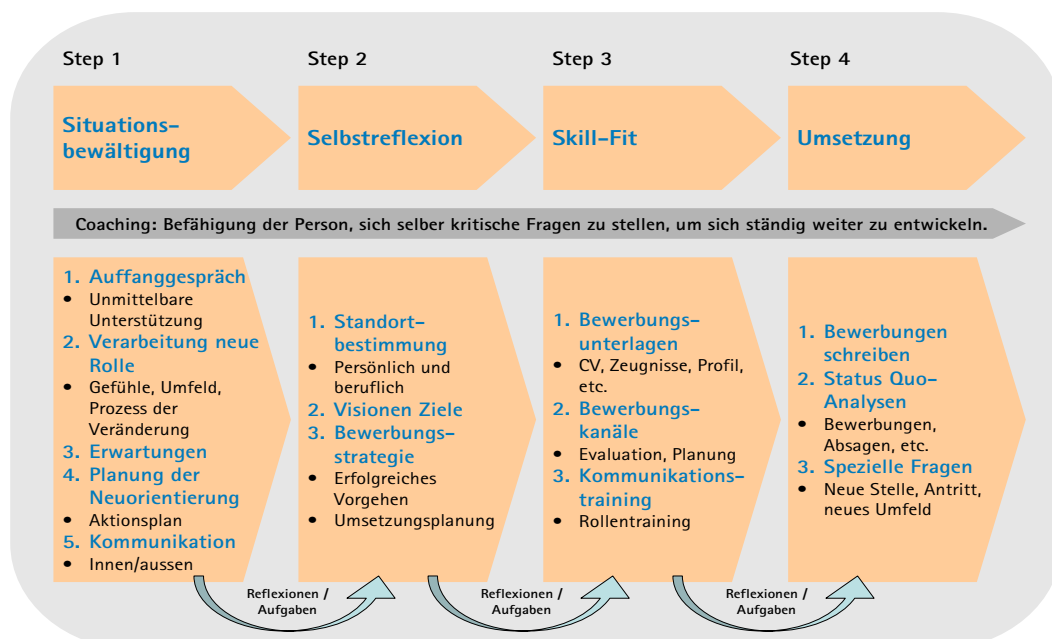 Step 1
Step 2
Step 3
Step 4
Situations-
bewältigung
Selbstreflexion
Skill-Fit
Umsetzung
Coaching: Befähigung der Person, sich selber kritische Fragen zu stellen, um sich ständig weiter zu entwickeln.
1. Auffanggespräch
• Unmittelbare
Unterstützung
2. Verarbeitung neue
Rolle
• Gefühle, Umfeld,
Prozess der
Veränderung
3. Erwartungen
4. Planung der
Neuorientierung
• Aktionsplan
5. Kommunikation
• Innen/aussen
1. Standort-
bestimmung
• Persönlich und
beruflich
2. Visionen Ziele
3. Bewerbungs-
strategie
• Erfolgreiches
Vorgehen
• Umsetzungsplanung
1. Bewerbungs-
unterlagen
• CV, Zeugnisse, Profil,
etc.
2. Bewerbungs-
kanäle
• Evaluation, Planung
3. Kommunikations-
training
• Rollentraining
1. Bewerbungen
schreiben
2. Status Quo-
Analysen
• Bewerbungen,
Absagen, etc.
3. Spezielle Fragen
• Neue Stelle, Antritt,
neues Umfeld
Reflexionen /
Aufgaben
Reflexionen /
Aufgaben
Reflexionen /
Aufgaben